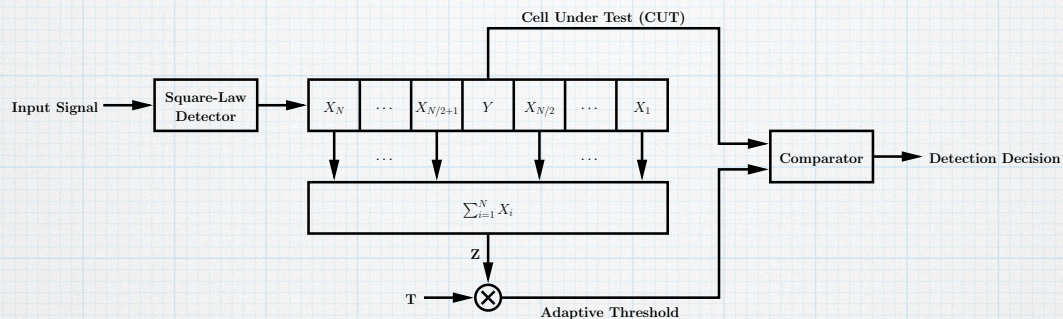 Cell Under Test (CUT)
Input Signal
Square-Law
Detector
X_N ... X_{N/2+1} Y X_{N/2} ... X_1
... ...
Comparator
Detection Decision
∑_{i=1}^{N} X_i
Z
T
Adaptive Threshold